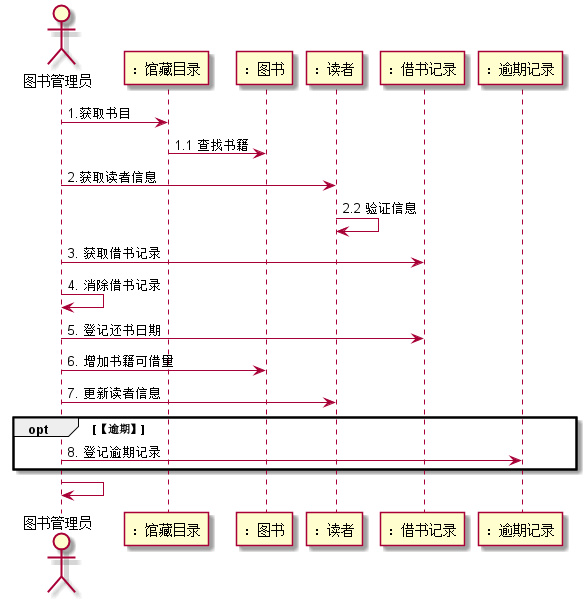 图书管理员
: 馆藏目录
: 图书
: 读者
: 借书记录
: 逾期记录
1.获取书目
1.1 查找书籍
2.获取读者信息
2.2 验证信息
3. 获取借书记录
4. 消除借书记录
5. 登记还书日期
6. 增加书籍可借量
7. 更新读者信息
opt
[【逾期】]
8. 登记逾期记录
图书管理员
: 馆藏目录
: 图书
: 读者
: 借书记录
: 逾期记录